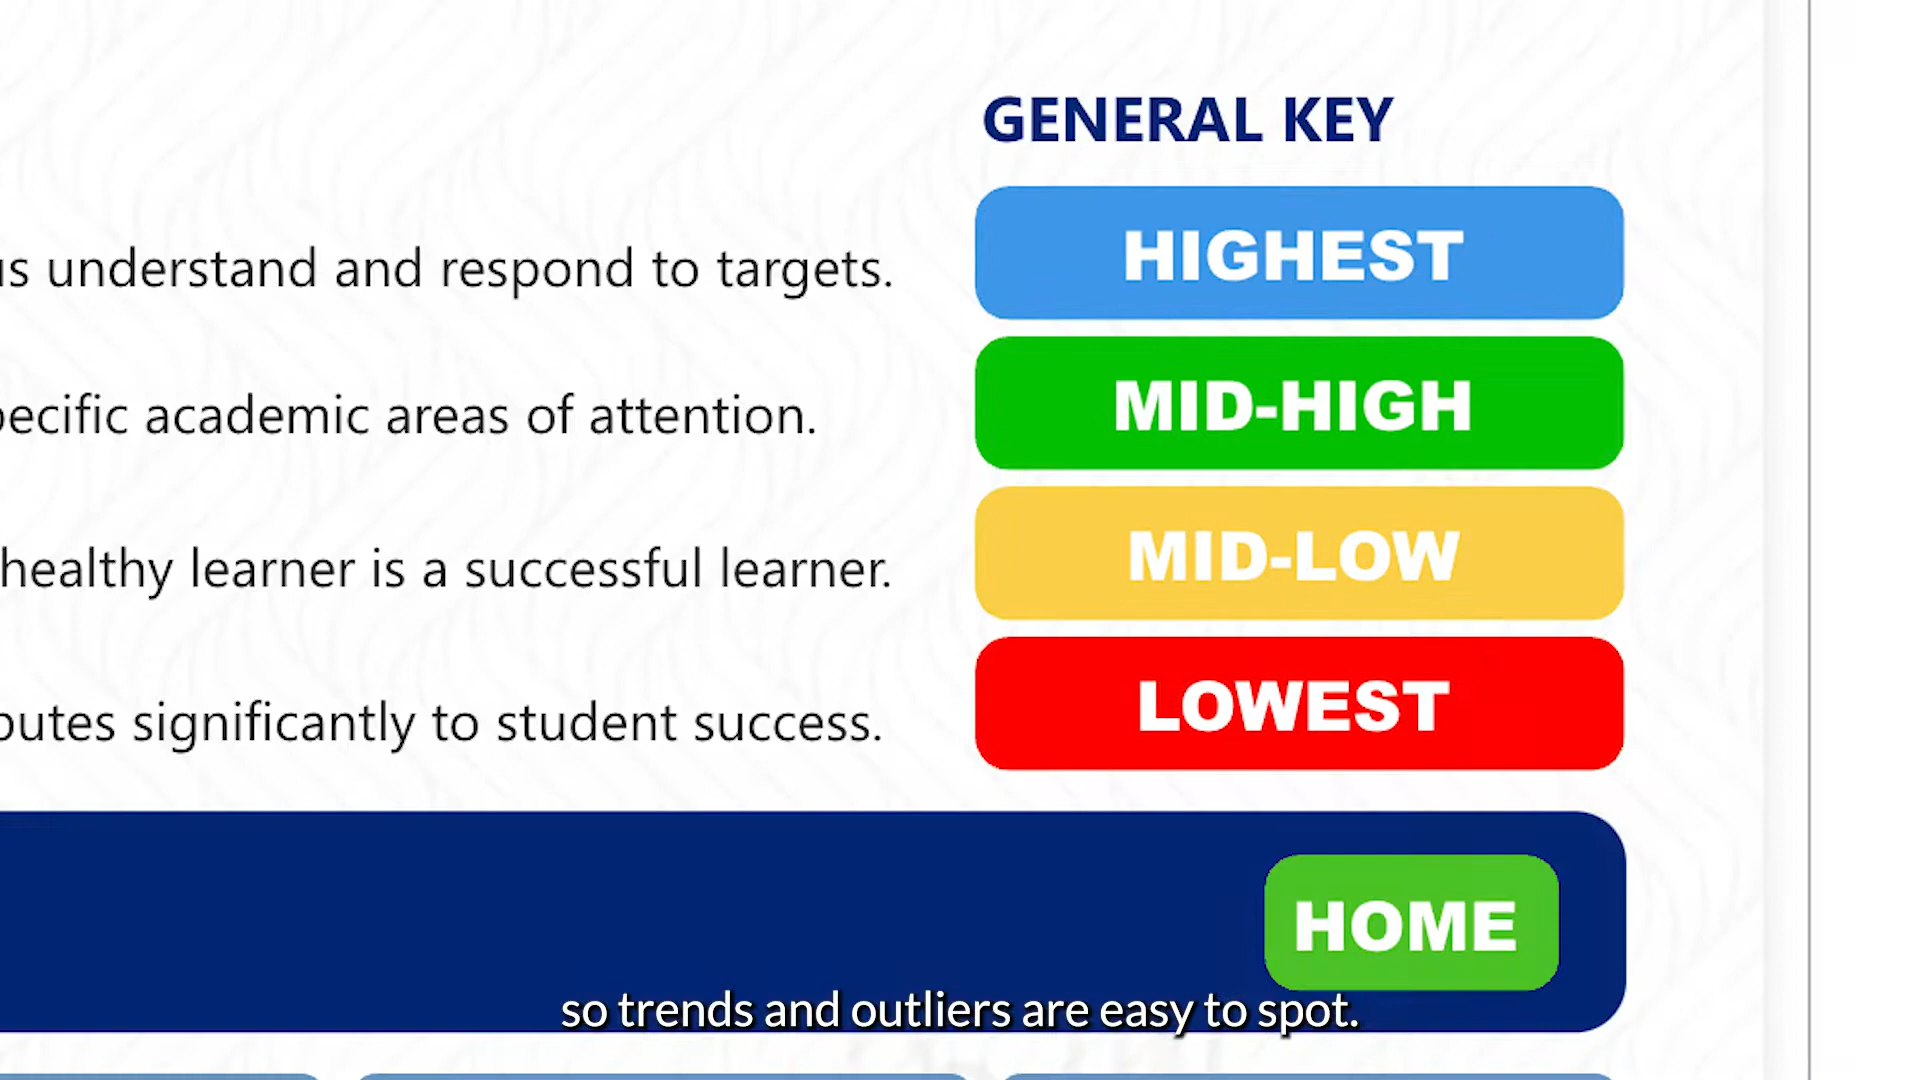 GENERAL KEY
HIGHEST
us understand and respond to targets.
MID-HIGH
pecific academic areas of attention.
MID-LOW
healthy learner is a successful learner.
LOWEST
butes significantly to student success.
HOME
so trends and outliers are easy to spot.